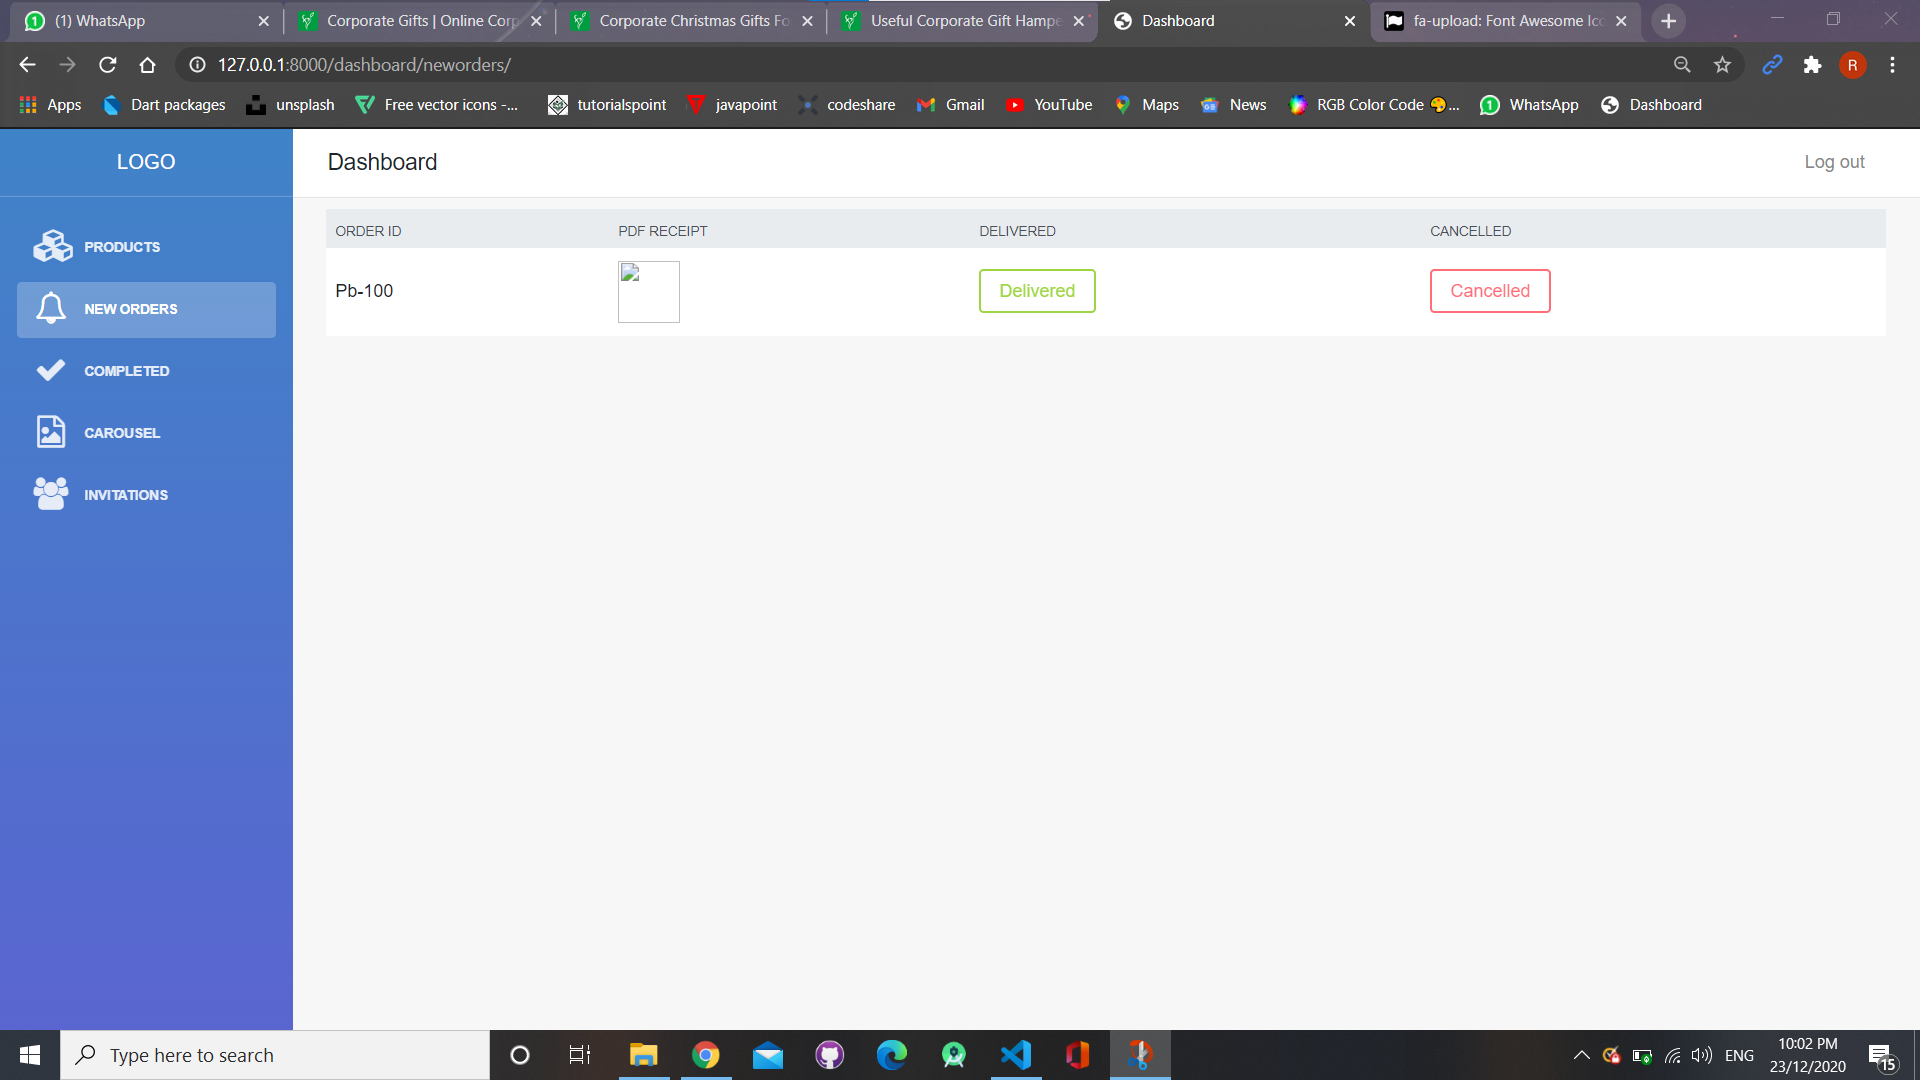 (1) WhatsApp
Corporate Gifts | Online Corp
Corporate Christmas Gifts Fo
Useful Corporate Gift Hampe
Dashboard
fa-upload: Font Awesome Ico
127.0.0.1:8000/dashboard/neworders/
R
Apps
Dart packages
unsplash
Free vector icons -...
tutorialspoint
javapoint
codeshare
Gmail
YouTube
Maps
News
RGB Color Code 🎨...
WhatsApp
Dashboard
LOGO
Dashboard
Log out
PRODUCTS
NEW ORDERS
COMPLETED
CAROUSEL
INVITATIONS
ORDER ID PDF RECEIPT DELIVERED CANCELLED
Pb-100 Delivered Cancelled
Type here to search
ENG
10:02 PM
23/12/2020
15